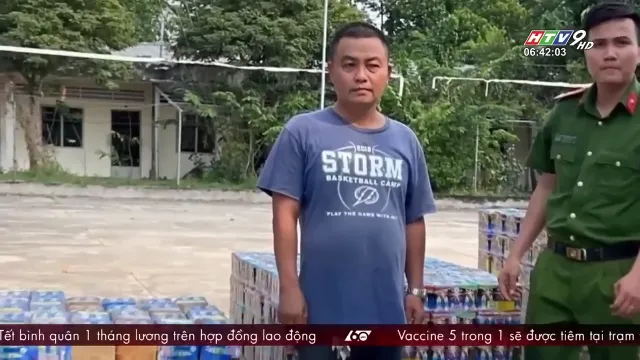 HTV9 HD
06:42:03
2018
STORM
BASKETBALL CAMP
PLAY THE GAME WITH
Tết bình quân 1 tháng lương trên hợp đồng lao động
Vaccine 5 trong 1 sẽ được tiêm tại trạm